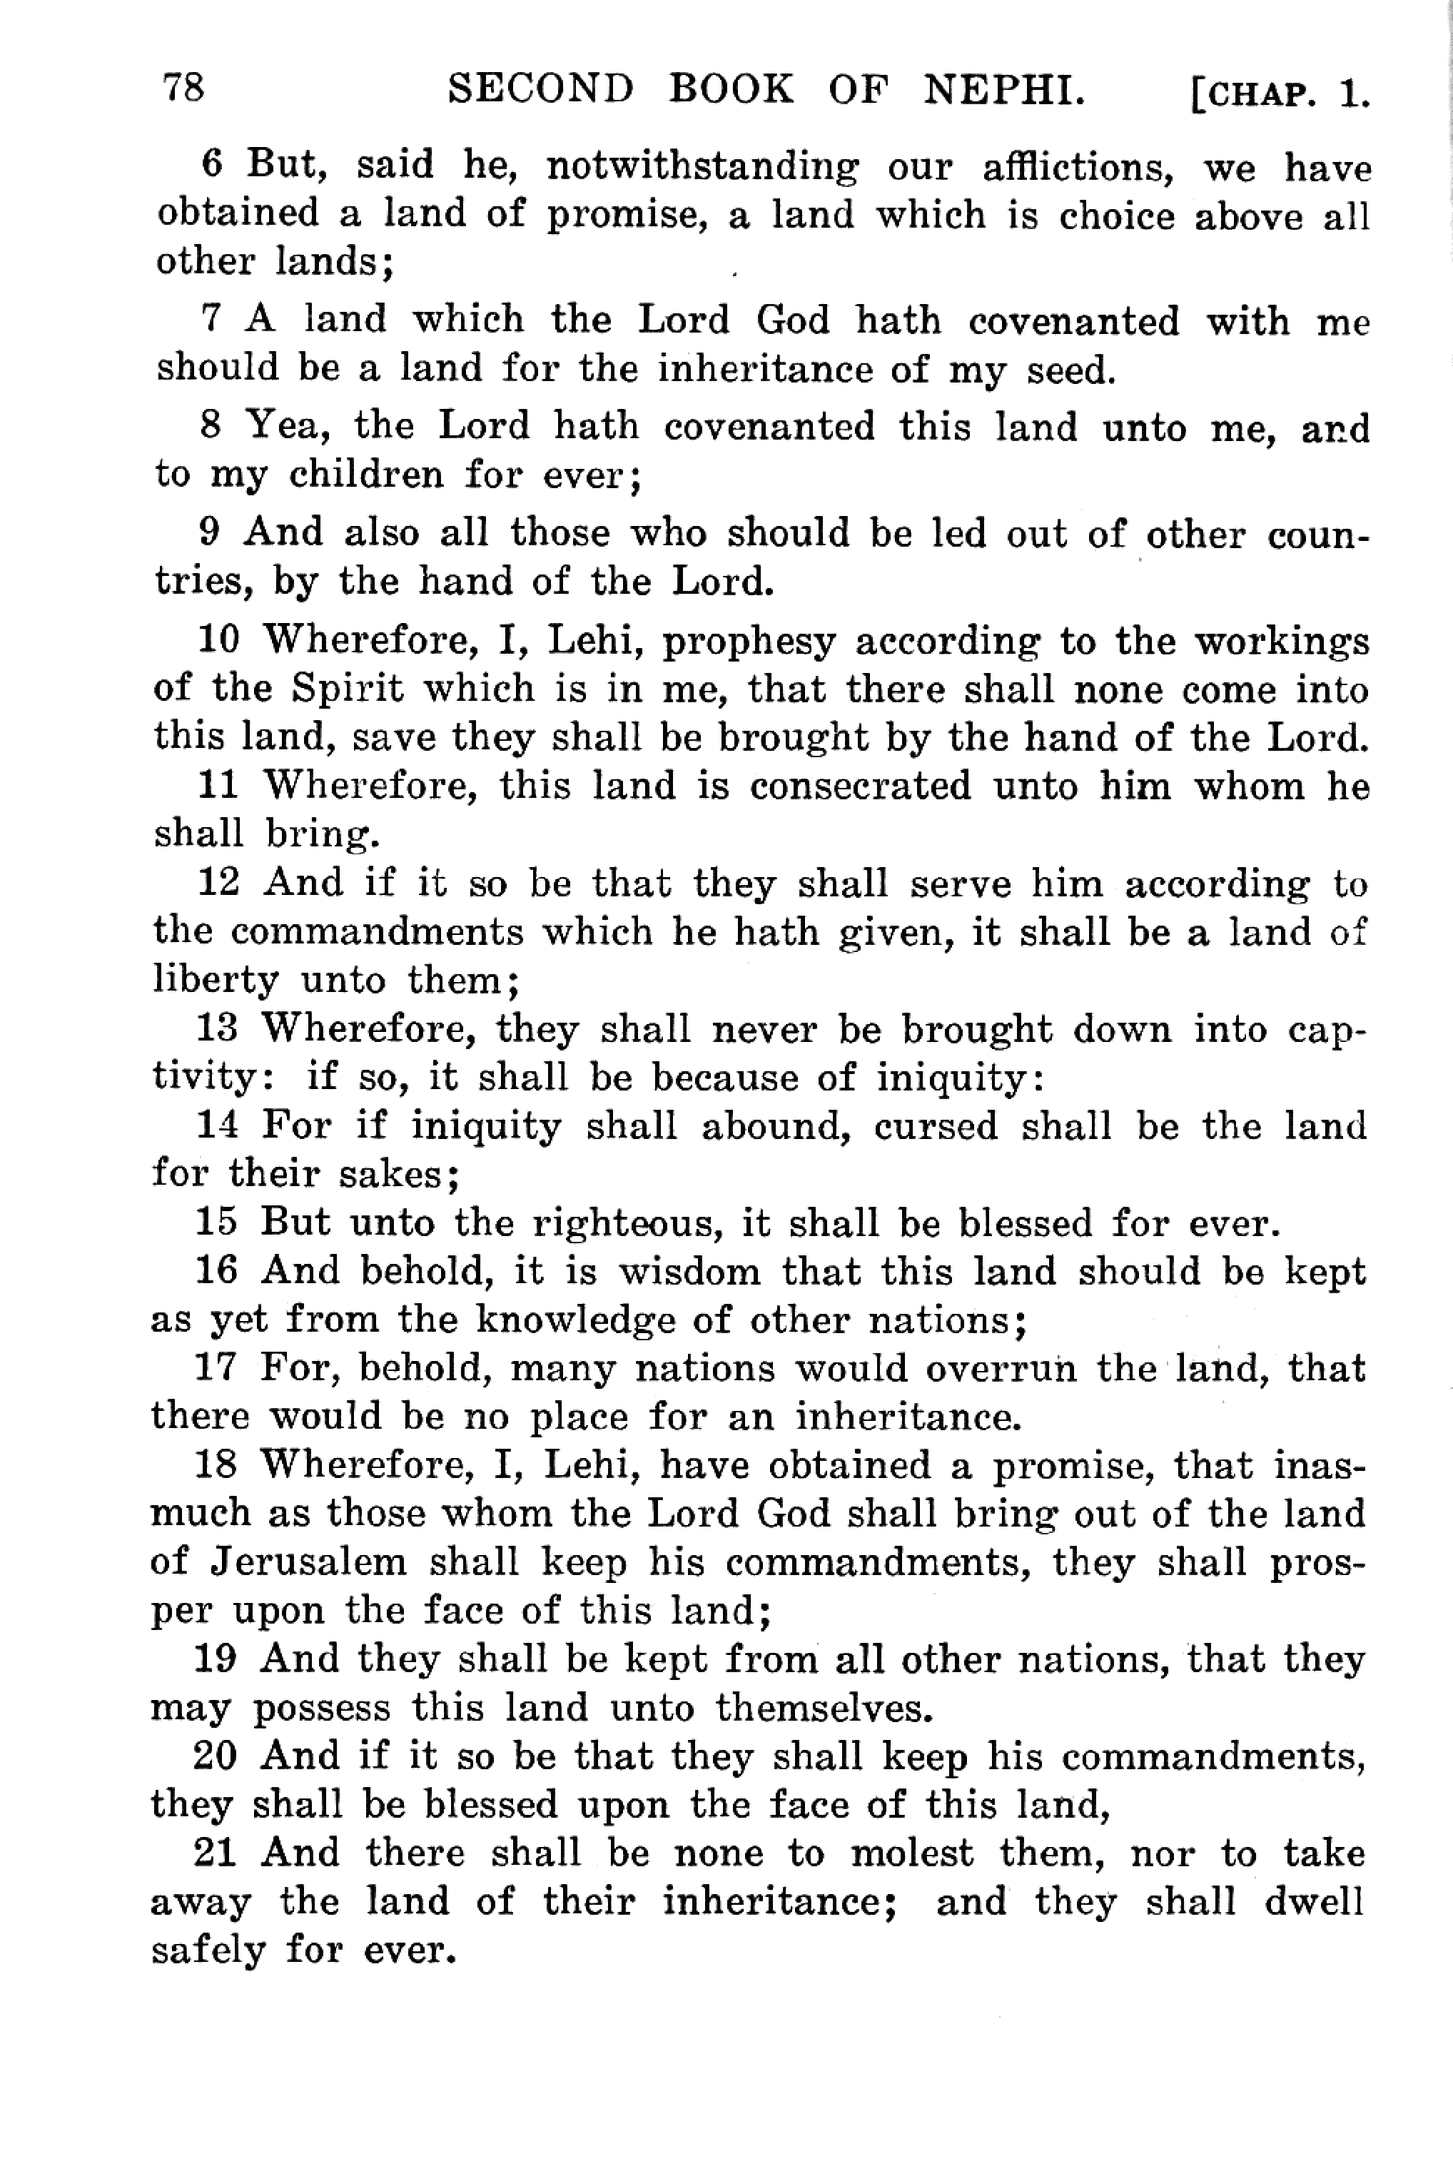 78 SECOND BOOK OF NEPHI. [CHAP. 1.
6 But, said he, notwithstanding our afflictions, we have
obtained a land of promise, a land which is choice above all
other lands;
7 A land which the Lord God hath covenanted with me
should be a land for the inheritance of my seed.
8 Yea, the Lord hath covenanted this land unto me, and
to my children for ever;
9 And also all those who should be led out of other coun-
tries, by the hand of the Lord.
10 Wherefore, I, Lehi, prophesy according to the workings
of the Spirit which is in me, that there shall none come into
this land, save they shall be brought by the hand of the Lord.
11 Wherefore, this land is consecrated unto him whom he
shall bring.
12 And if it so be that they shall serve him according to
the commandments which he hath given, it shall be a land of
liberty unto them;
13 Wherefore, they shall never be brought down into cap-
tivity: if so, it shall be because of iniquity:
14 For if iniquity shall abound, cursed shall be the land
for their sakes;
15 But unto the righteous, it shall be blessed for ever.
16 And behold, it is wisdom that this land should be kept
as yet from the knowledge of other nations;
17 For, behold, many nations would overrun the land, that
there would be no place for an inheritance.
18 Wherefore, I, Lehi, have obtained a promise, that inas-
much as those whom the Lord God shall bring out of the land
of Jerusalem shall keep his commandments, they shall pros-
per upon the face of this land;
19 And they shall be kept from all other nations, that they
may possess this land unto themselves.
20 And if it so be that they shall keep his commandments,
they shall be blessed upon the face of this land,
21 And there shall be none to molest them, nor to take
away the land of their inheritance; and they shall dwell
safely for ever.